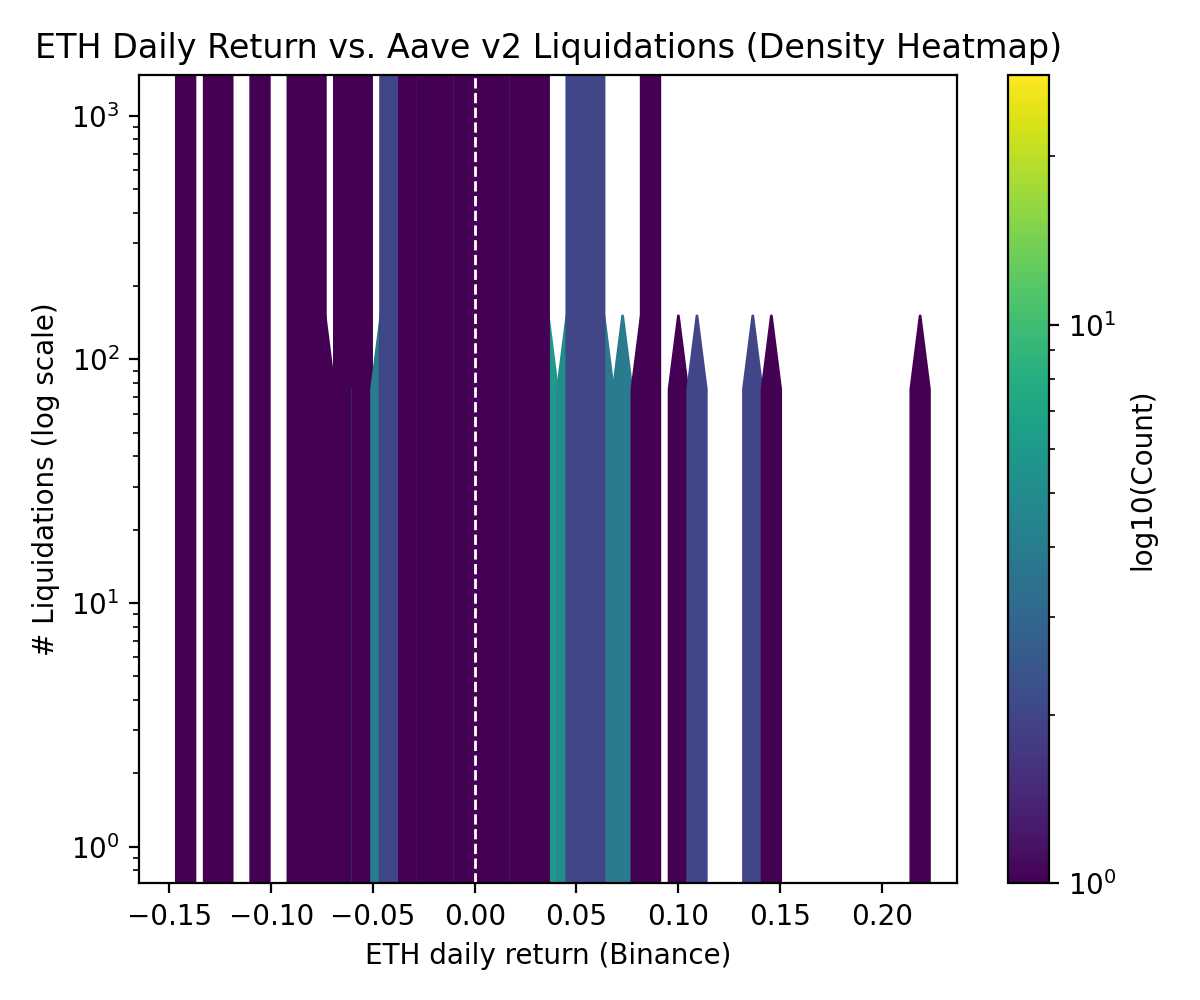 ETH Daily Return vs. Aave v2 Liquidations (Density Heatmap)
# Liquidations (log scale)
10³
10²
10¹
10⁰
−0.15 −0.10 −0.05 0.00 0.05 0.10 0.15 0.20
ETH daily return (Binance)
10¹
10⁰
log10(Count)